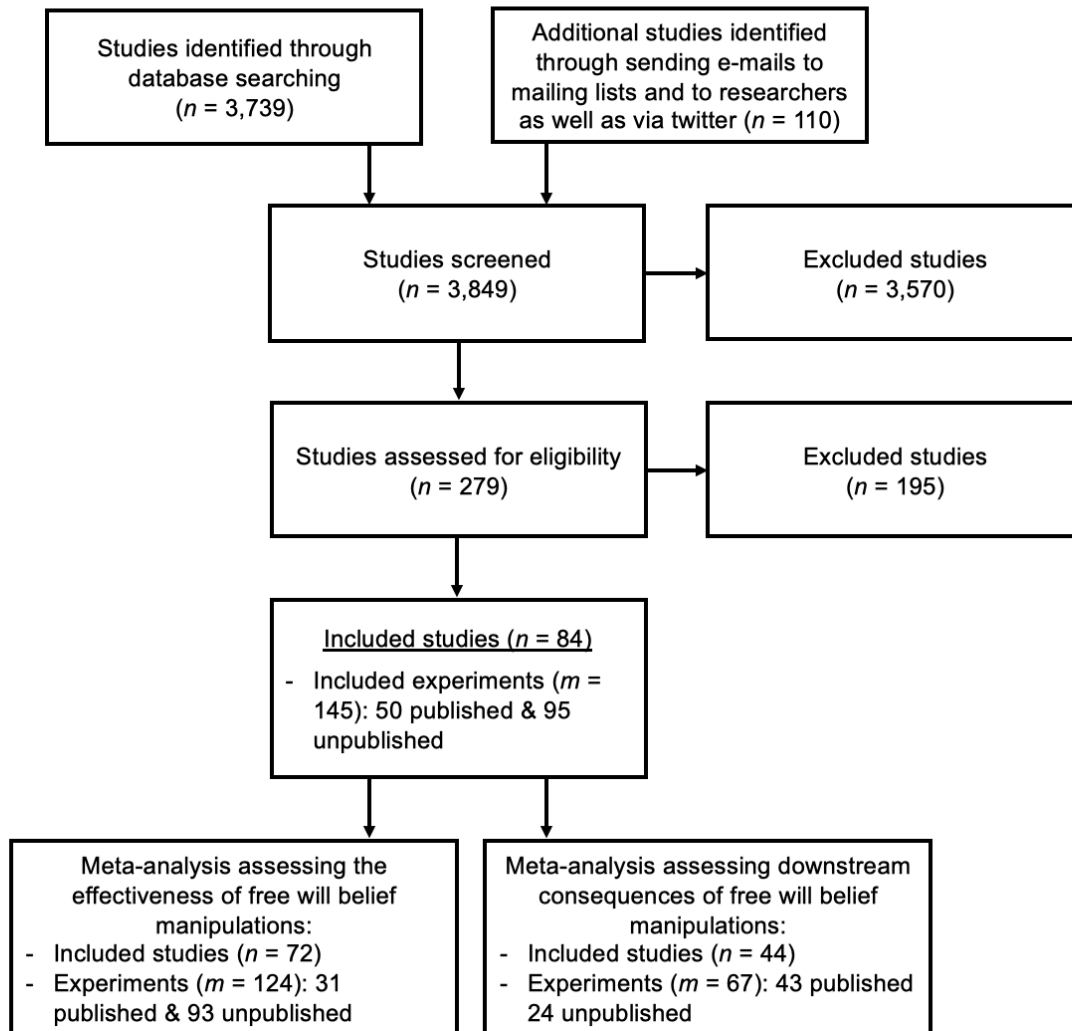 Studies identified through
database searching
(n = 3,739)
Additional studies identified
through sending e-mails to
mailing lists and to researchers
as well as via twitter (n = 110)
Studies screened
(n = 3,849)
Excluded studies
(n = 3,570)
Studies assessed for eligibility
(n = 279)
Excluded studies
(n = 195)
Included studies (n = 84)
- Included experiments (m =
145): 50 published & 95
unpublished
Meta-analysis assessing the
effectiveness of free will belief
manipulations:
- Included studies (n = 72)
- Experiments (m = 124): 31
published & 93 unpublished
Meta-analysis assessing downstream
consequences of free will belief
manipulations:
- Included studies (n = 44)
- Experiments (m = 67): 43 published
24 unpublished